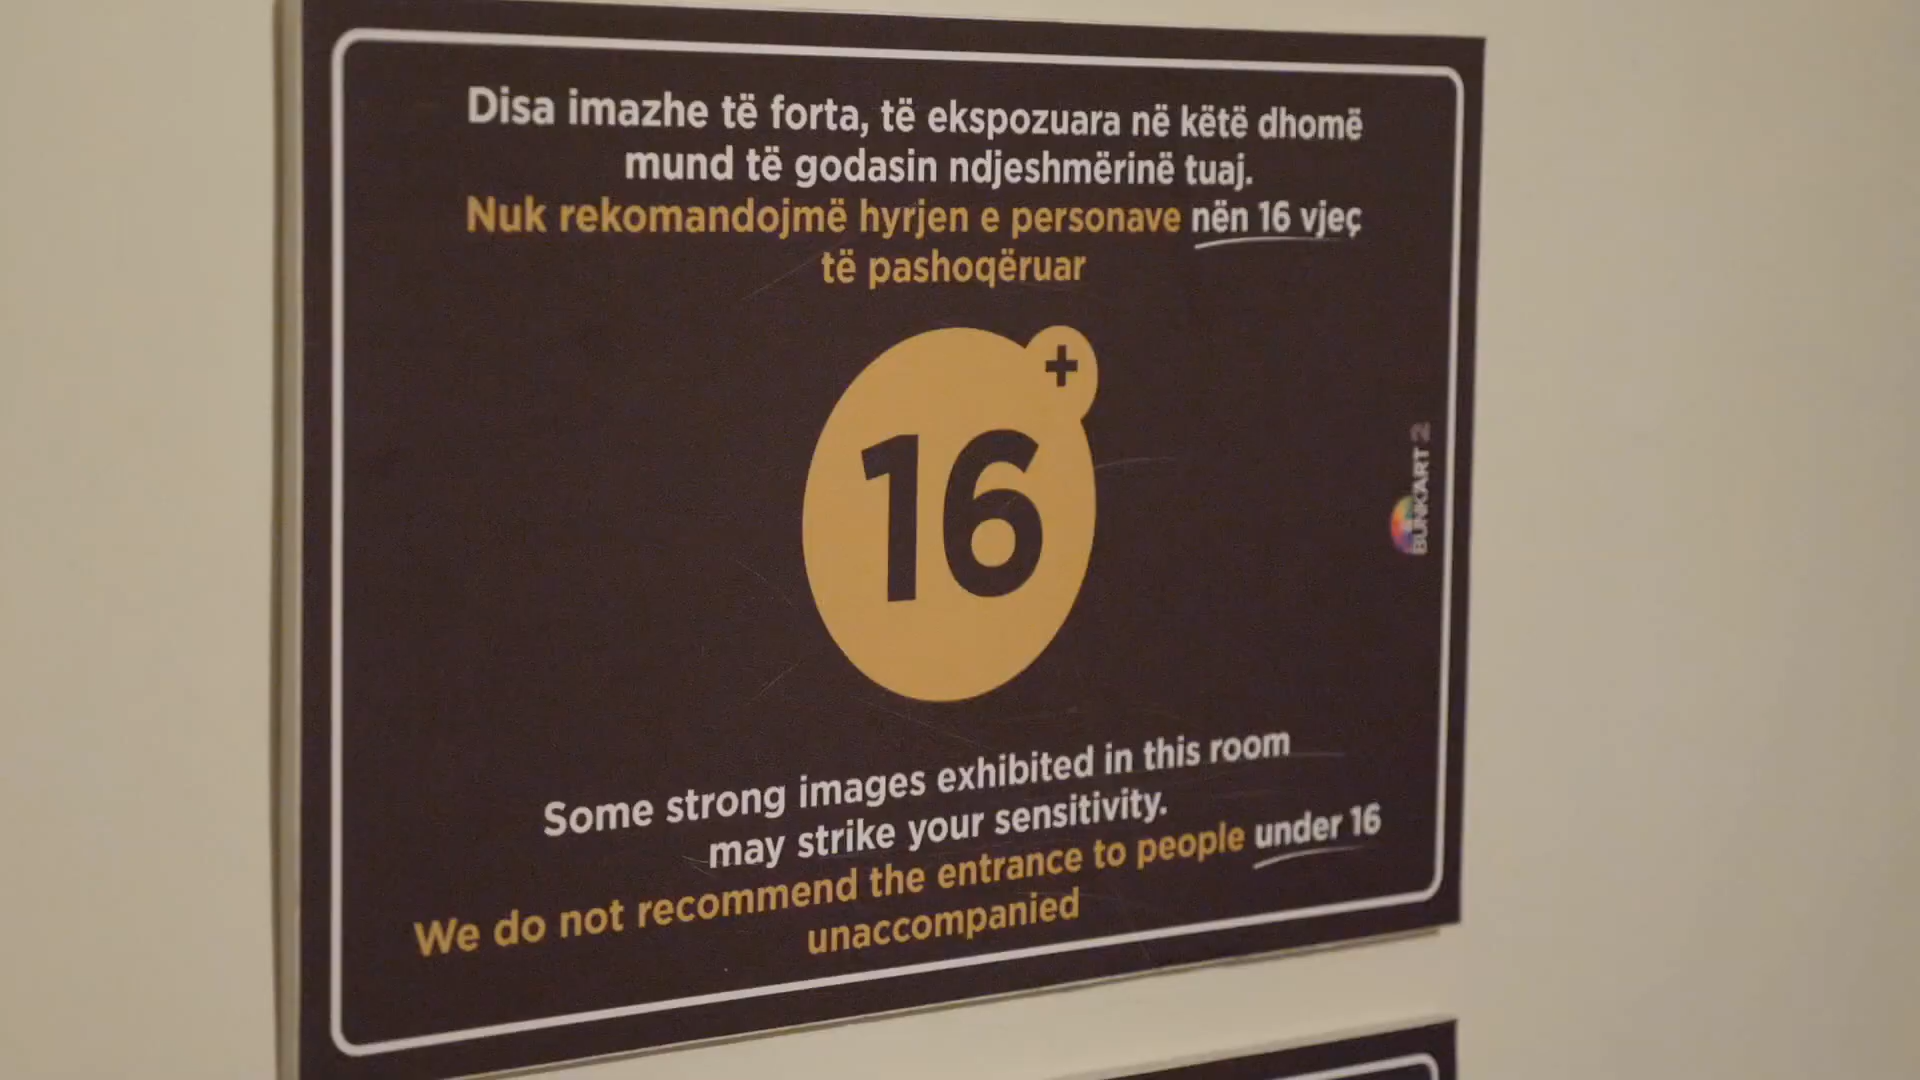 Disa imazhe të forta, të ekspozuara në këtë dhomë
mund të godasin ndjeshmërinë tuaj.
Nuk rekomandojmë hyrjen e personave nën 16 vjeç
të pashoqëruar
16+
BUNK'ART 2
Some strong images exhibited in this room
may strike your sensitivity.
We do not recommend the entrance to people under 16
unaccompanied